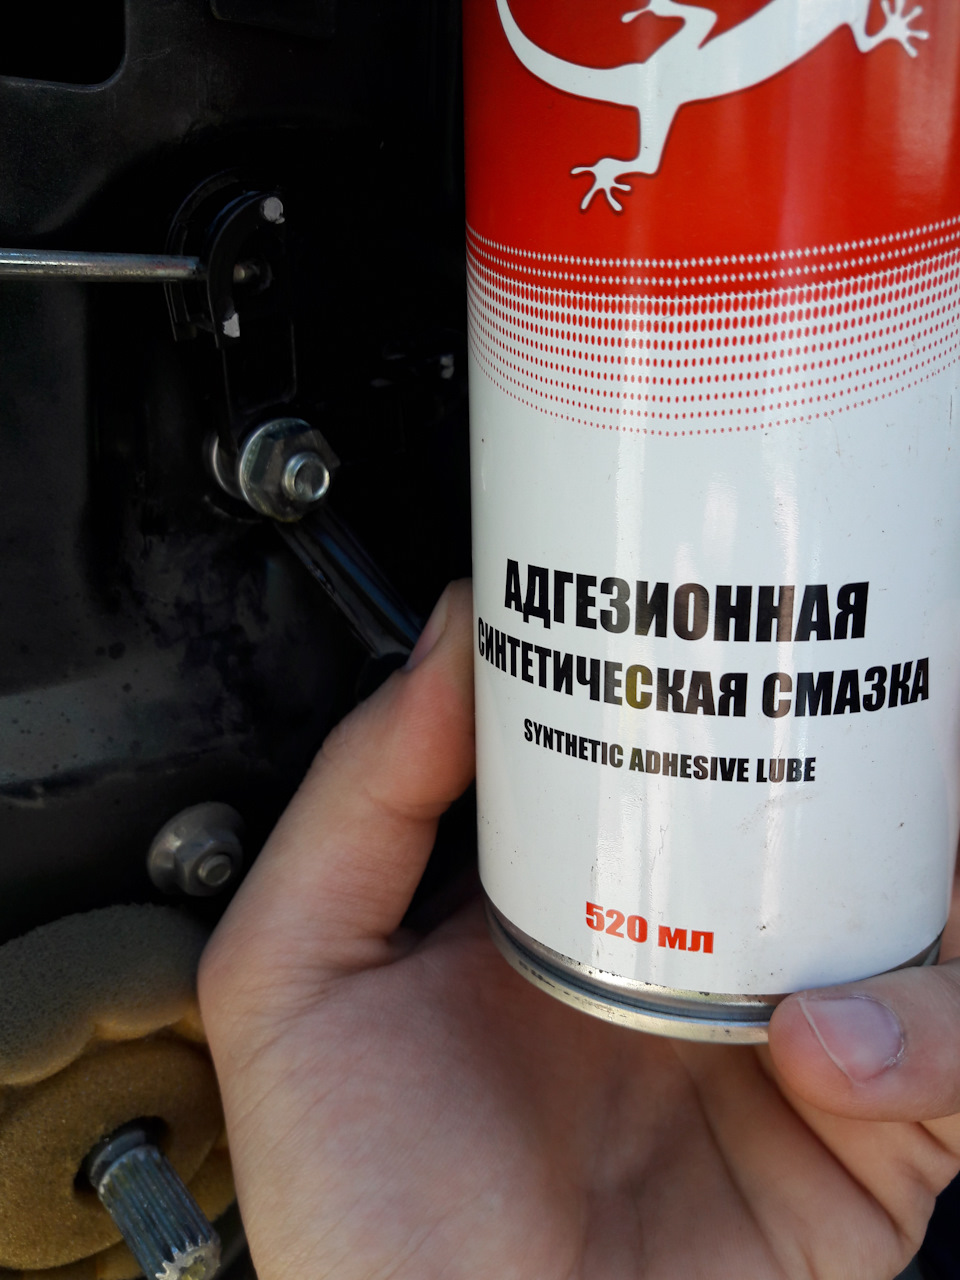 АДГЕЗИОННАЯ
СИНТЕТИЧЕСКАЯ СМАЗКА
SYNTHETIC ADHESIVE LUBE
520 мл